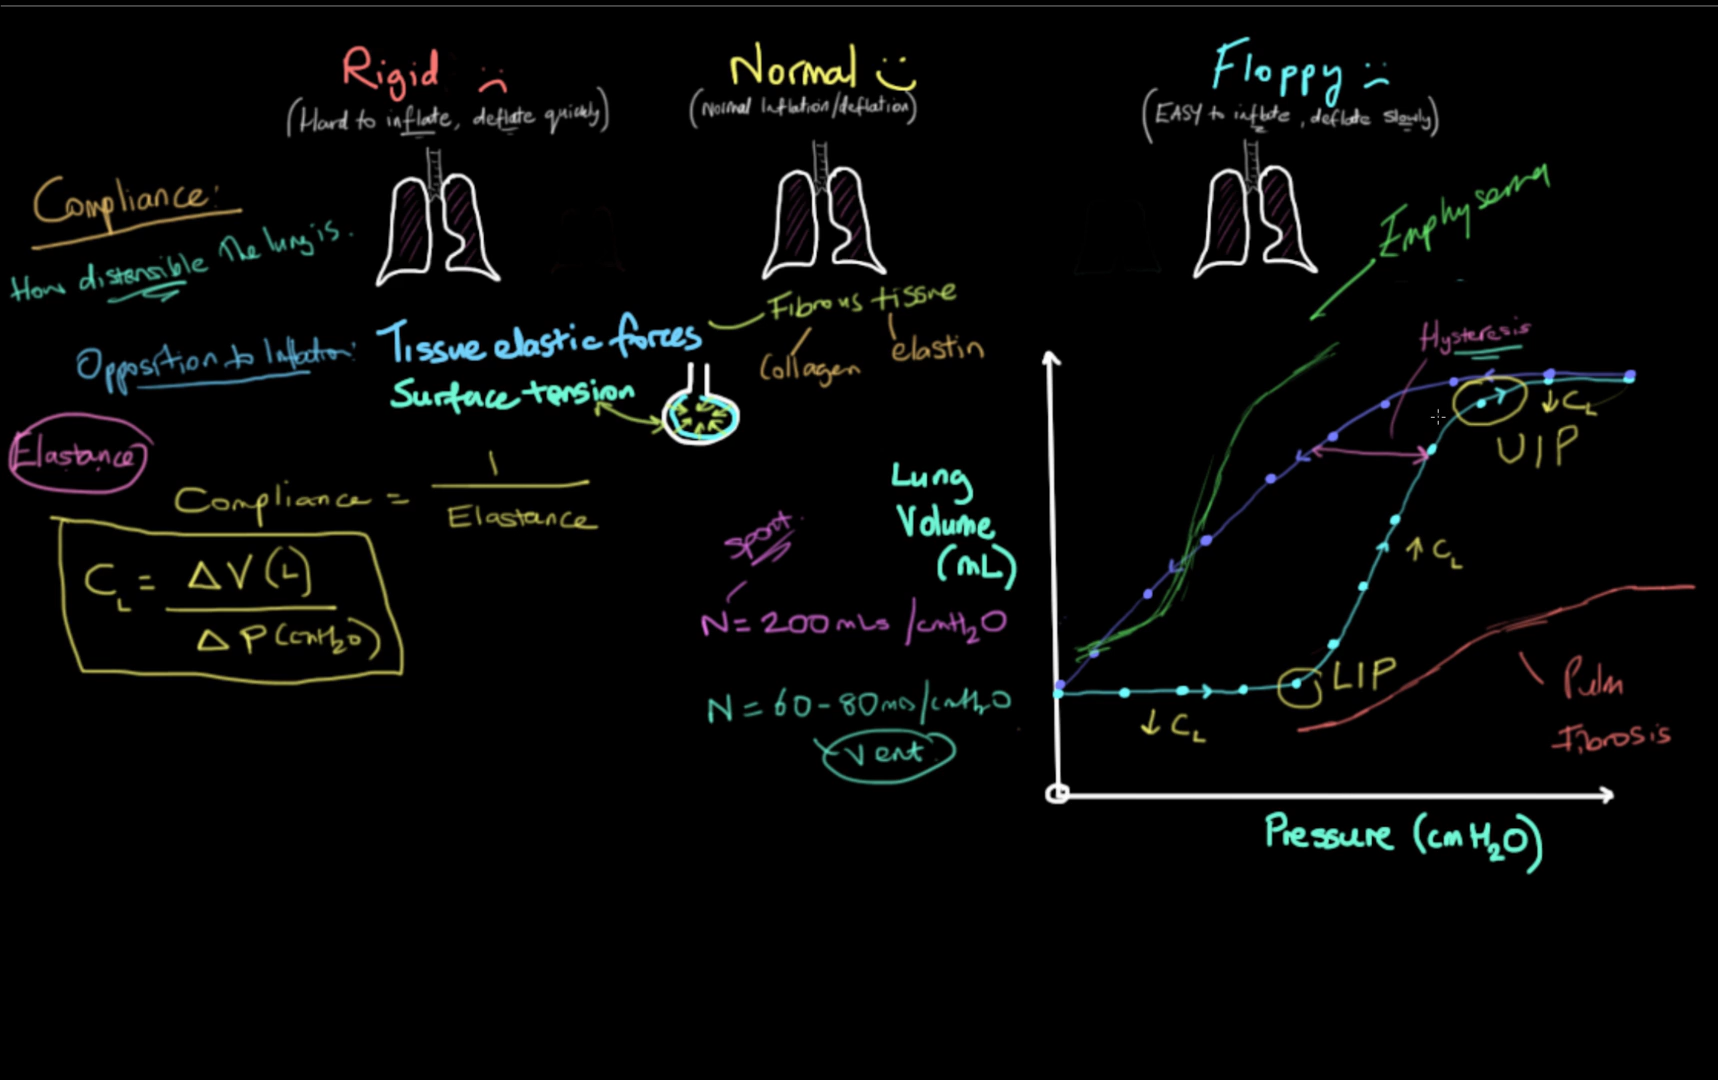 Rigid :(
(Hard to inflate, deflate quickly)
Normal :)
(Normal Inflation/deflation)
Floppy :(
(EASY to inflate, deflate slowly)
Compliance:
How distensible the lung is.
Opposition to Inflation:
Tissue elastic forces
Surface tension
Fibrous tissue
Collagen
elastin
Elastance
Compliance = 1
Elastance
C_L = ΔV (L)
ΔP (cmH₂O)
spont.
N = 200 mLs /cmH₂O
N = 60-80 mls/cmH₂O
Vent
Lung
Volume
(mL)
Emphysema
Hysteresis
↓ C_L
UIP
↑ C_L
LIP
↓ C_L
Pulm
Fibrosis
Pressure (cm H₂O)